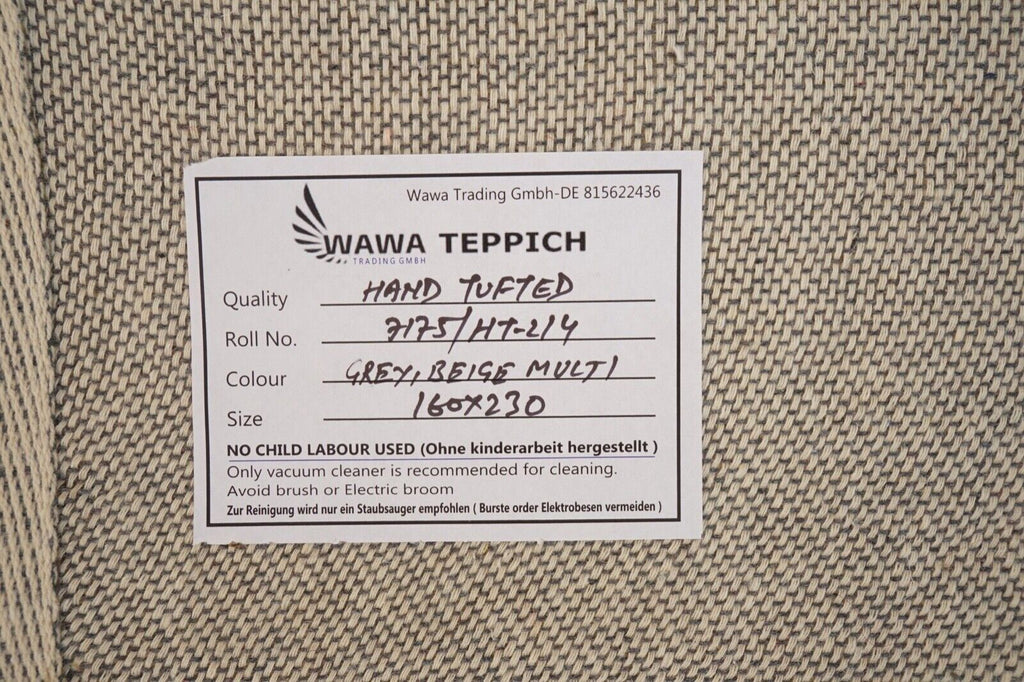 Wawa Trading Gmbh-DE 815622436
WAWA TEPPICH
TRADING GMBH
Quality HAND TUFTED
Roll No. 7175/HT-214
Colour GREY, BEIGE MULTI
Size 160X230
NO CHILD LABOUR USED (Ohne kinderarbeit hergestellt )
Only vacuum cleaner is recommended for cleaning.
Avoid brush or Electric broom
Zur Reinigung wird nur ein Staubsauger empfohlen ( Burste order Elektrobesen vermeiden )